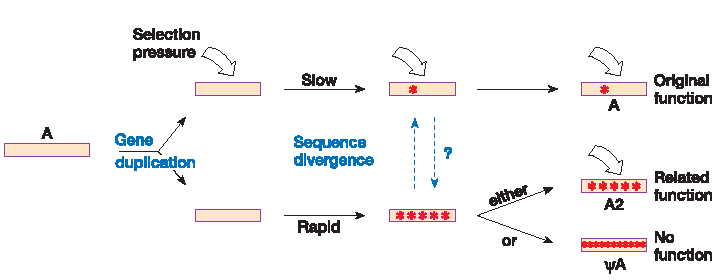 Selection
pressure
A
Gene
duplication
Slow
Rapid
Sequence
divergence
?
either
or
A
Original
function
A2
Related
function
ψA
No
function